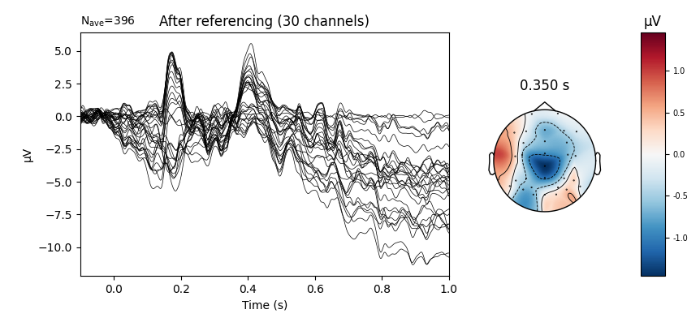 N_ave=396 After referencing (30 channels)
μV
5.0
2.5
0.0
−2.5
−5.0
−7.5
−10.0
μV
0.0 0.2 0.4 0.6 0.8 1.0
Time (s)
0.350 s
1.0
0.5
0.0
-0.5
-1.0